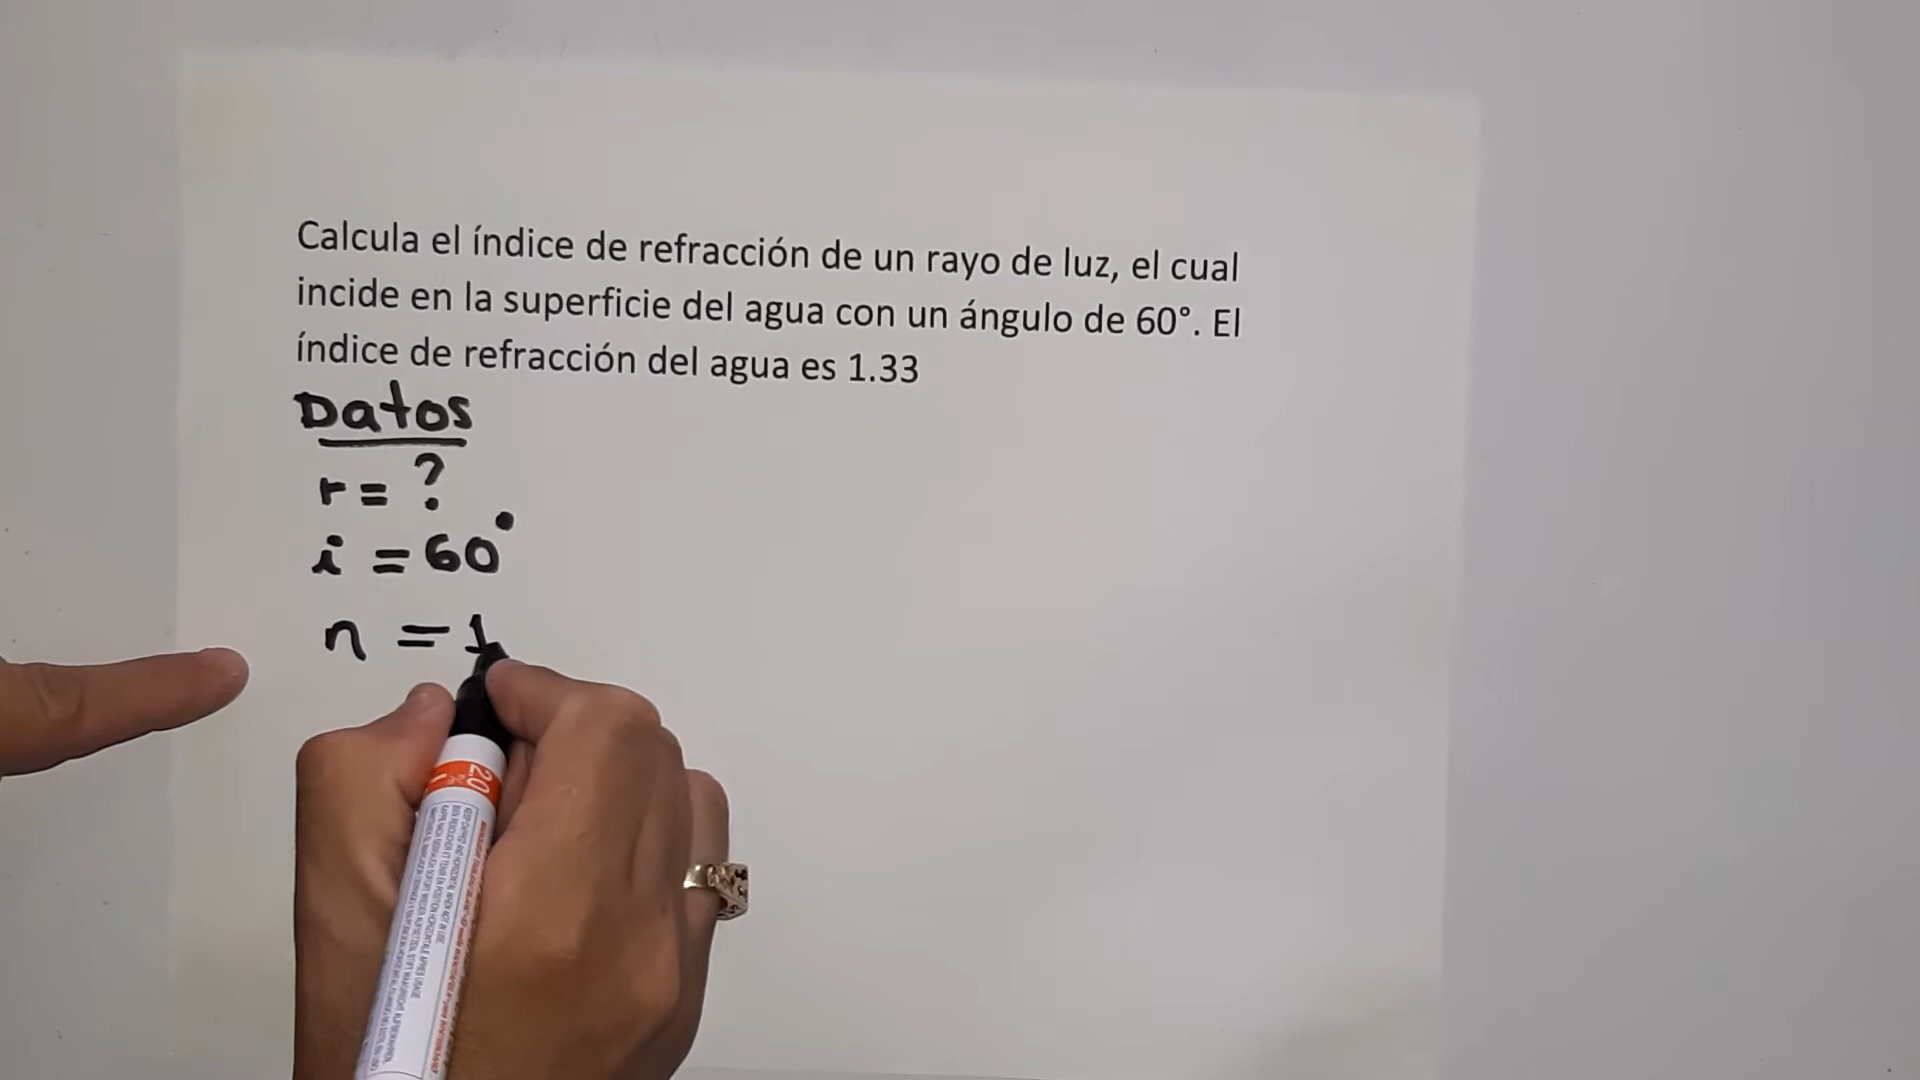 Calcula el índice de refracción de un rayo de luz, el cual
incide en la superficie del agua con un ángulo de 60°. El
índice de refracción del agua es 1.33
Datos
r = ?
i = 60°
n = 1
20